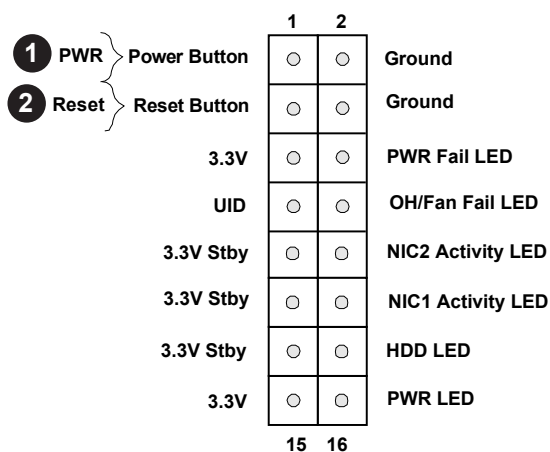 1 2
1 PWR Power Button Ground
2 Reset Reset Button Ground
3.3V PWR Fail LED
UID OH/Fan Fail LED
3.3V Stby NIC2 Activity LED
3.3V Stby NIC1 Activity LED
3.3V Stby HDD LED
3.3V PWR LED
15 16